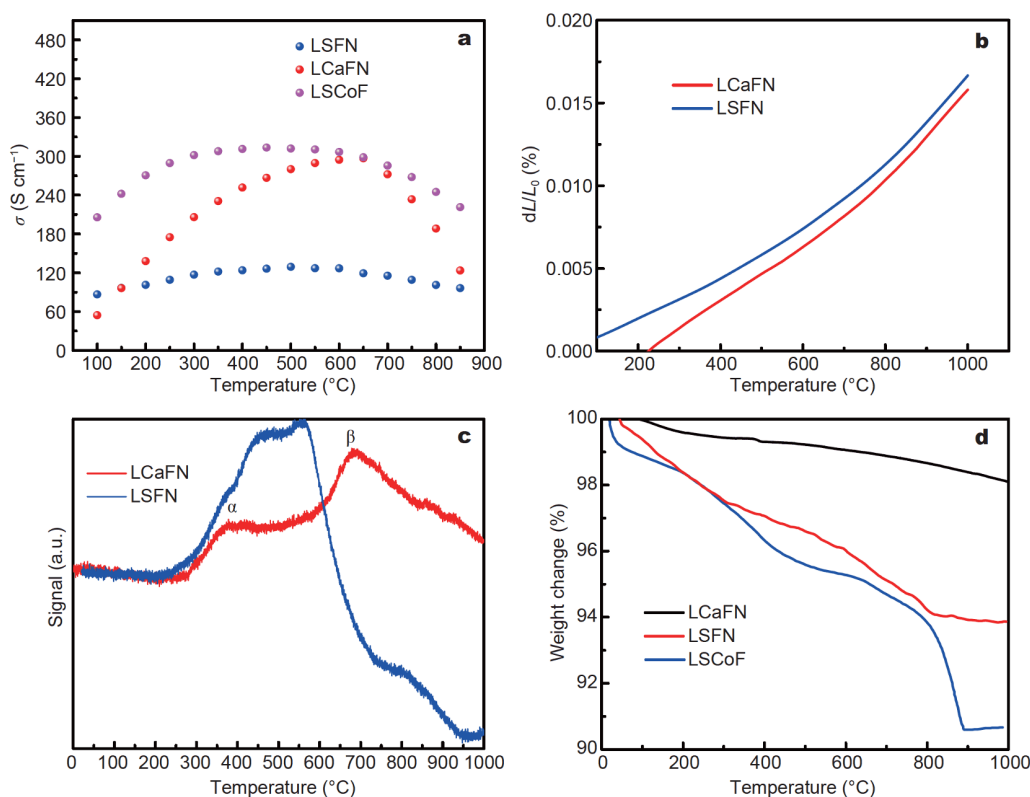 a
480
420
360
300
240
180
120
60
0
σ (S cm⁻¹)
LSFN
LCaFN
LSCoF
100 200 300 400 500 600 700 800 900
Temperature (°C)
b
0.020
0.015
0.010
0.005
0.000
dL/L₀ (%)
LCaFN
LSFN
200 400 600 800 1000
Temperature (°C)
c
Signal (a.u.)
LCaFN
LSFN
α
β
0 100 200 300 400 500 600 700 800 900 1000
Temperature (°C)
d
100
98
96
94
91
90
Weight change (%)
LCaFN
LSFN
LSCoF
200 400 600 800 1000
Temperature (°C)